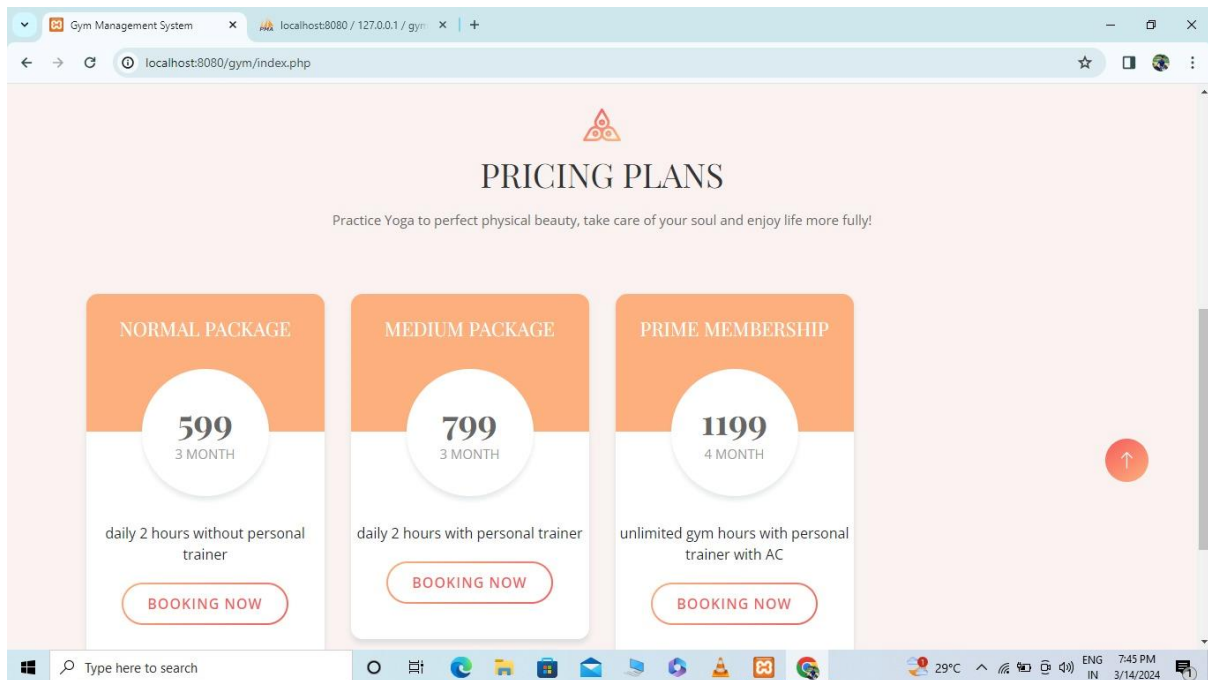 Gym Management System
localhost:8080 / 127.0.0.1 / gym
localhost:8080/gym/index.php
PRICING PLANS
Practice Yoga to perfect physical beauty, take care of your soul and enjoy life more fully!
NORMAL PACKAGE
599
3 MONTH
daily 2 hours without personal
trainer
BOOKING NOW
MEDIUM PACKAGE
799
3 MONTH
daily 2 hours with personal trainer
BOOKING NOW
PRIME MEMBERSHIP
1199
4 MONTH
unlimited gym hours with personal
trainer with AC
BOOKING NOW
Type here to search
29°C
ENG
IN
7:45 PM
3/14/2024
1